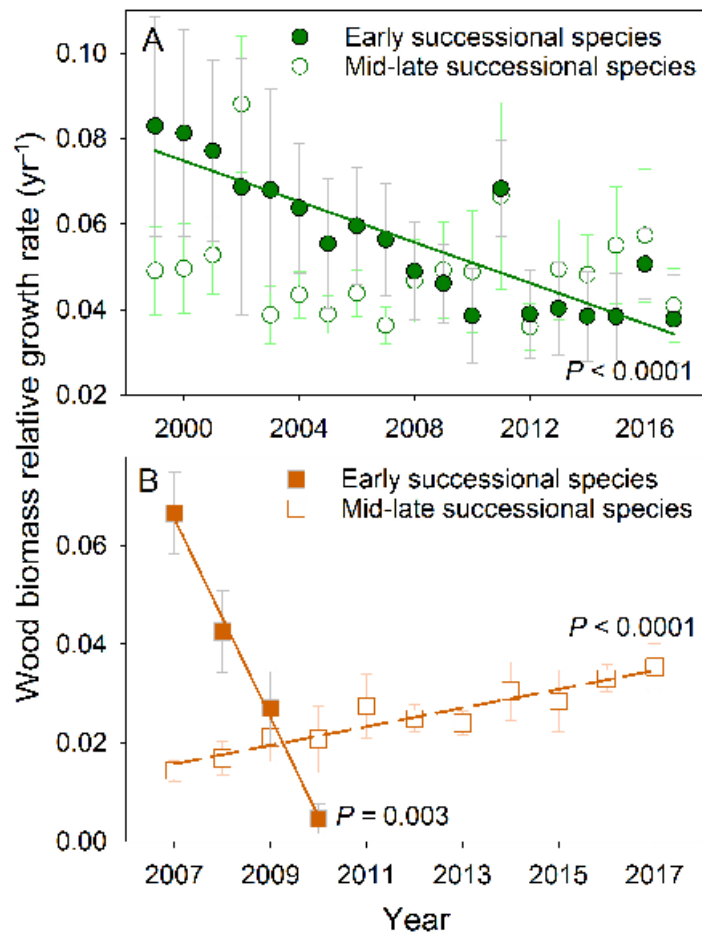 Wood biomass relative growth rate (yr⁻¹)
A
Early successional species
Mid-late successional species
0.10
0.08
0.06
0.04
0.02
P < 0.0001
2000 2004 2008 2012 2016
B
Early successional species
Mid-late successional species
0.06
0.04
0.02
0.00
P < 0.0001
P = 0.003
2007 2009 2011 2013 2015 2017
Year